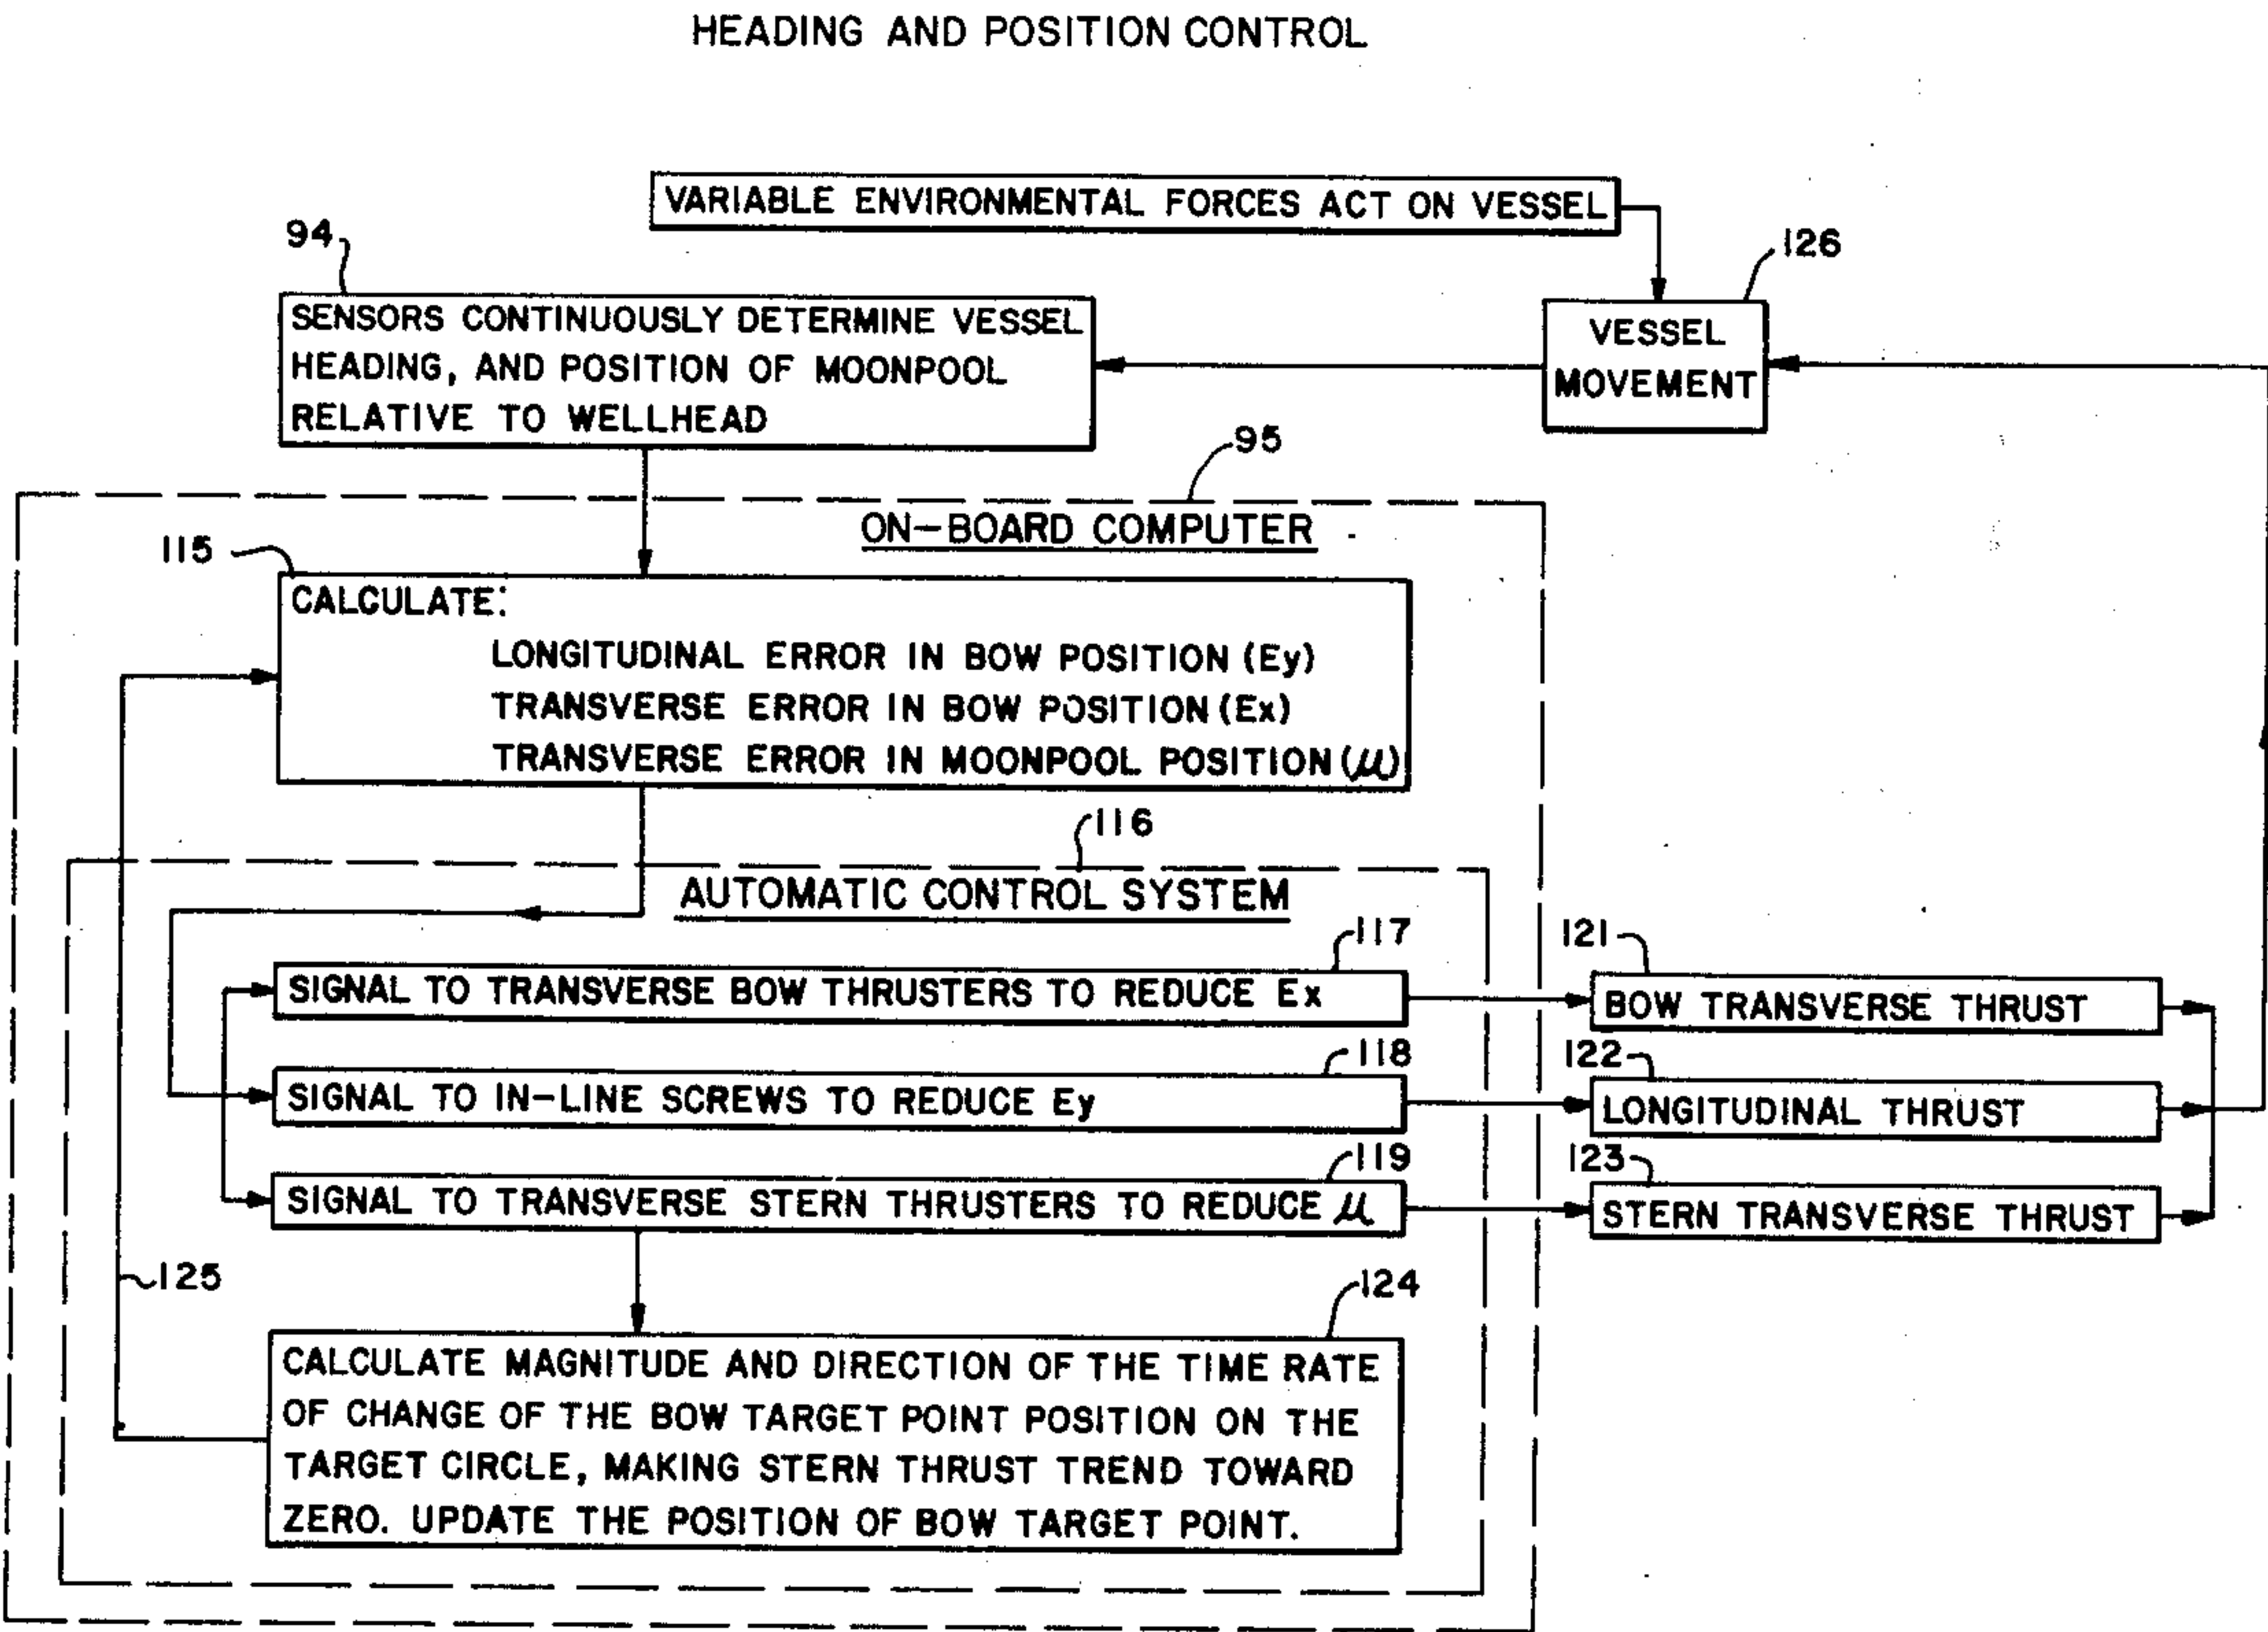 HEADING AND POSITION CONTROL
VARIABLE ENVIRONMENTAL FORCES ACT ON VESSEL
94
126
SENSORS CONTINUOUSLY DETERMINE VESSEL
HEADING, AND POSITION OF MOONPOOL
RELATIVE TO WELLHEAD
VESSEL
MOVEMENT
95
ON-BOARD COMPUTER
115
CALCULATE:
LONGITUDINAL ERROR IN BOW POSITION (Ey)
TRANSVERSE ERROR IN BOW POSITION (Ex)
TRANSVERSE ERROR IN MOONPOOL POSITION (μ)
116
AUTOMATIC CONTROL SYSTEM
117
121
SIGNAL TO TRANSVERSE BOW THRUSTERS TO REDUCE Ex
BOW TRANSVERSE THRUST
118
122
SIGNAL TO IN-LINE SCREWS TO REDUCE Ey
LONGITUDINAL THRUST
119
123
SIGNAL TO TRANSVERSE STERN THRUSTERS TO REDUCE μ
STERN TRANSVERSE THRUST
125
124
CALCULATE MAGNITUDE AND DIRECTION OF THE TIME RATE
OF CHANGE OF THE BOW TARGET POINT POSITION ON THE
TARGET CIRCLE, MAKING STERN THRUST TREND TOWARD
ZERO. UPDATE THE POSITION OF BOW TARGET POINT.